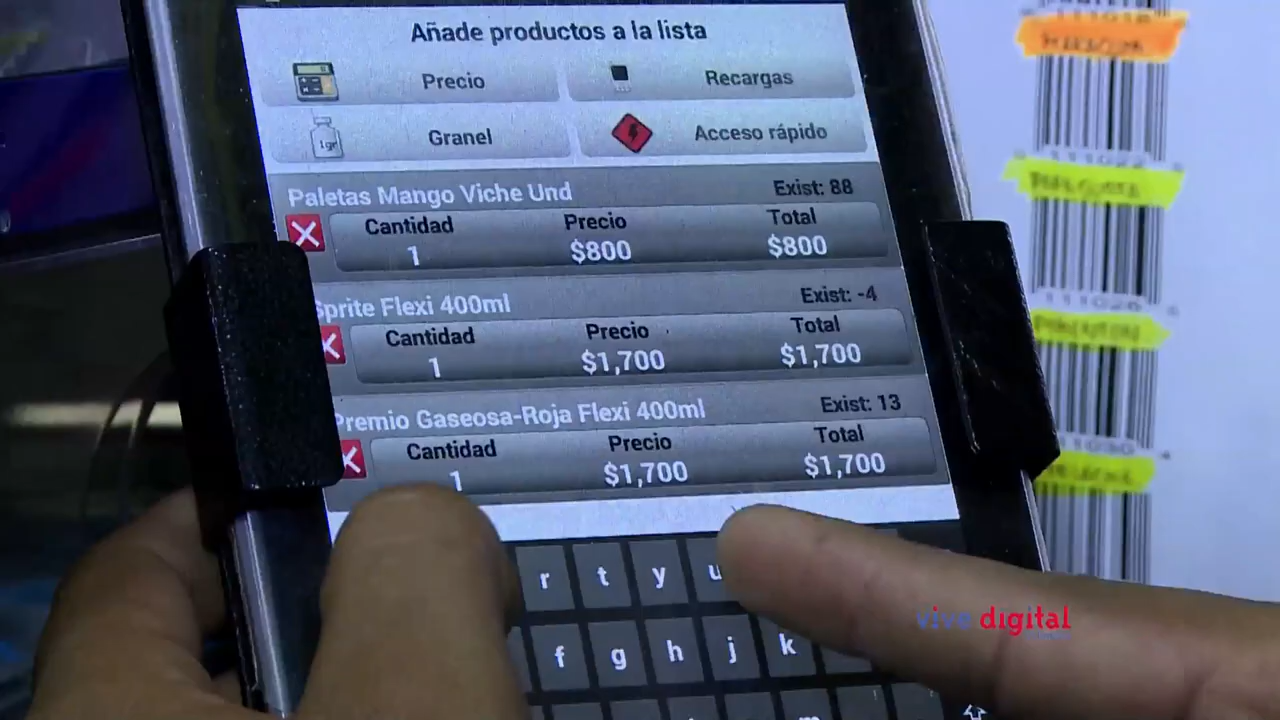 Añade productos a la lista
Precio
Recargas
1gr
Granel
Acceso rápido
Paletas Mango Viche Und
Exist: 88
Cantidad Precio Total
1 $800 $800
Sprite Flexi 400ml
Exist: -4
Cantidad Precio Total
1 $1,700 $1,700
Premio Gaseosa-Roja Flexi 400ml
Exist: 13
Cantidad Precio Total
1 $1,700 $1,700
r t y u
f g h j k
vive digital